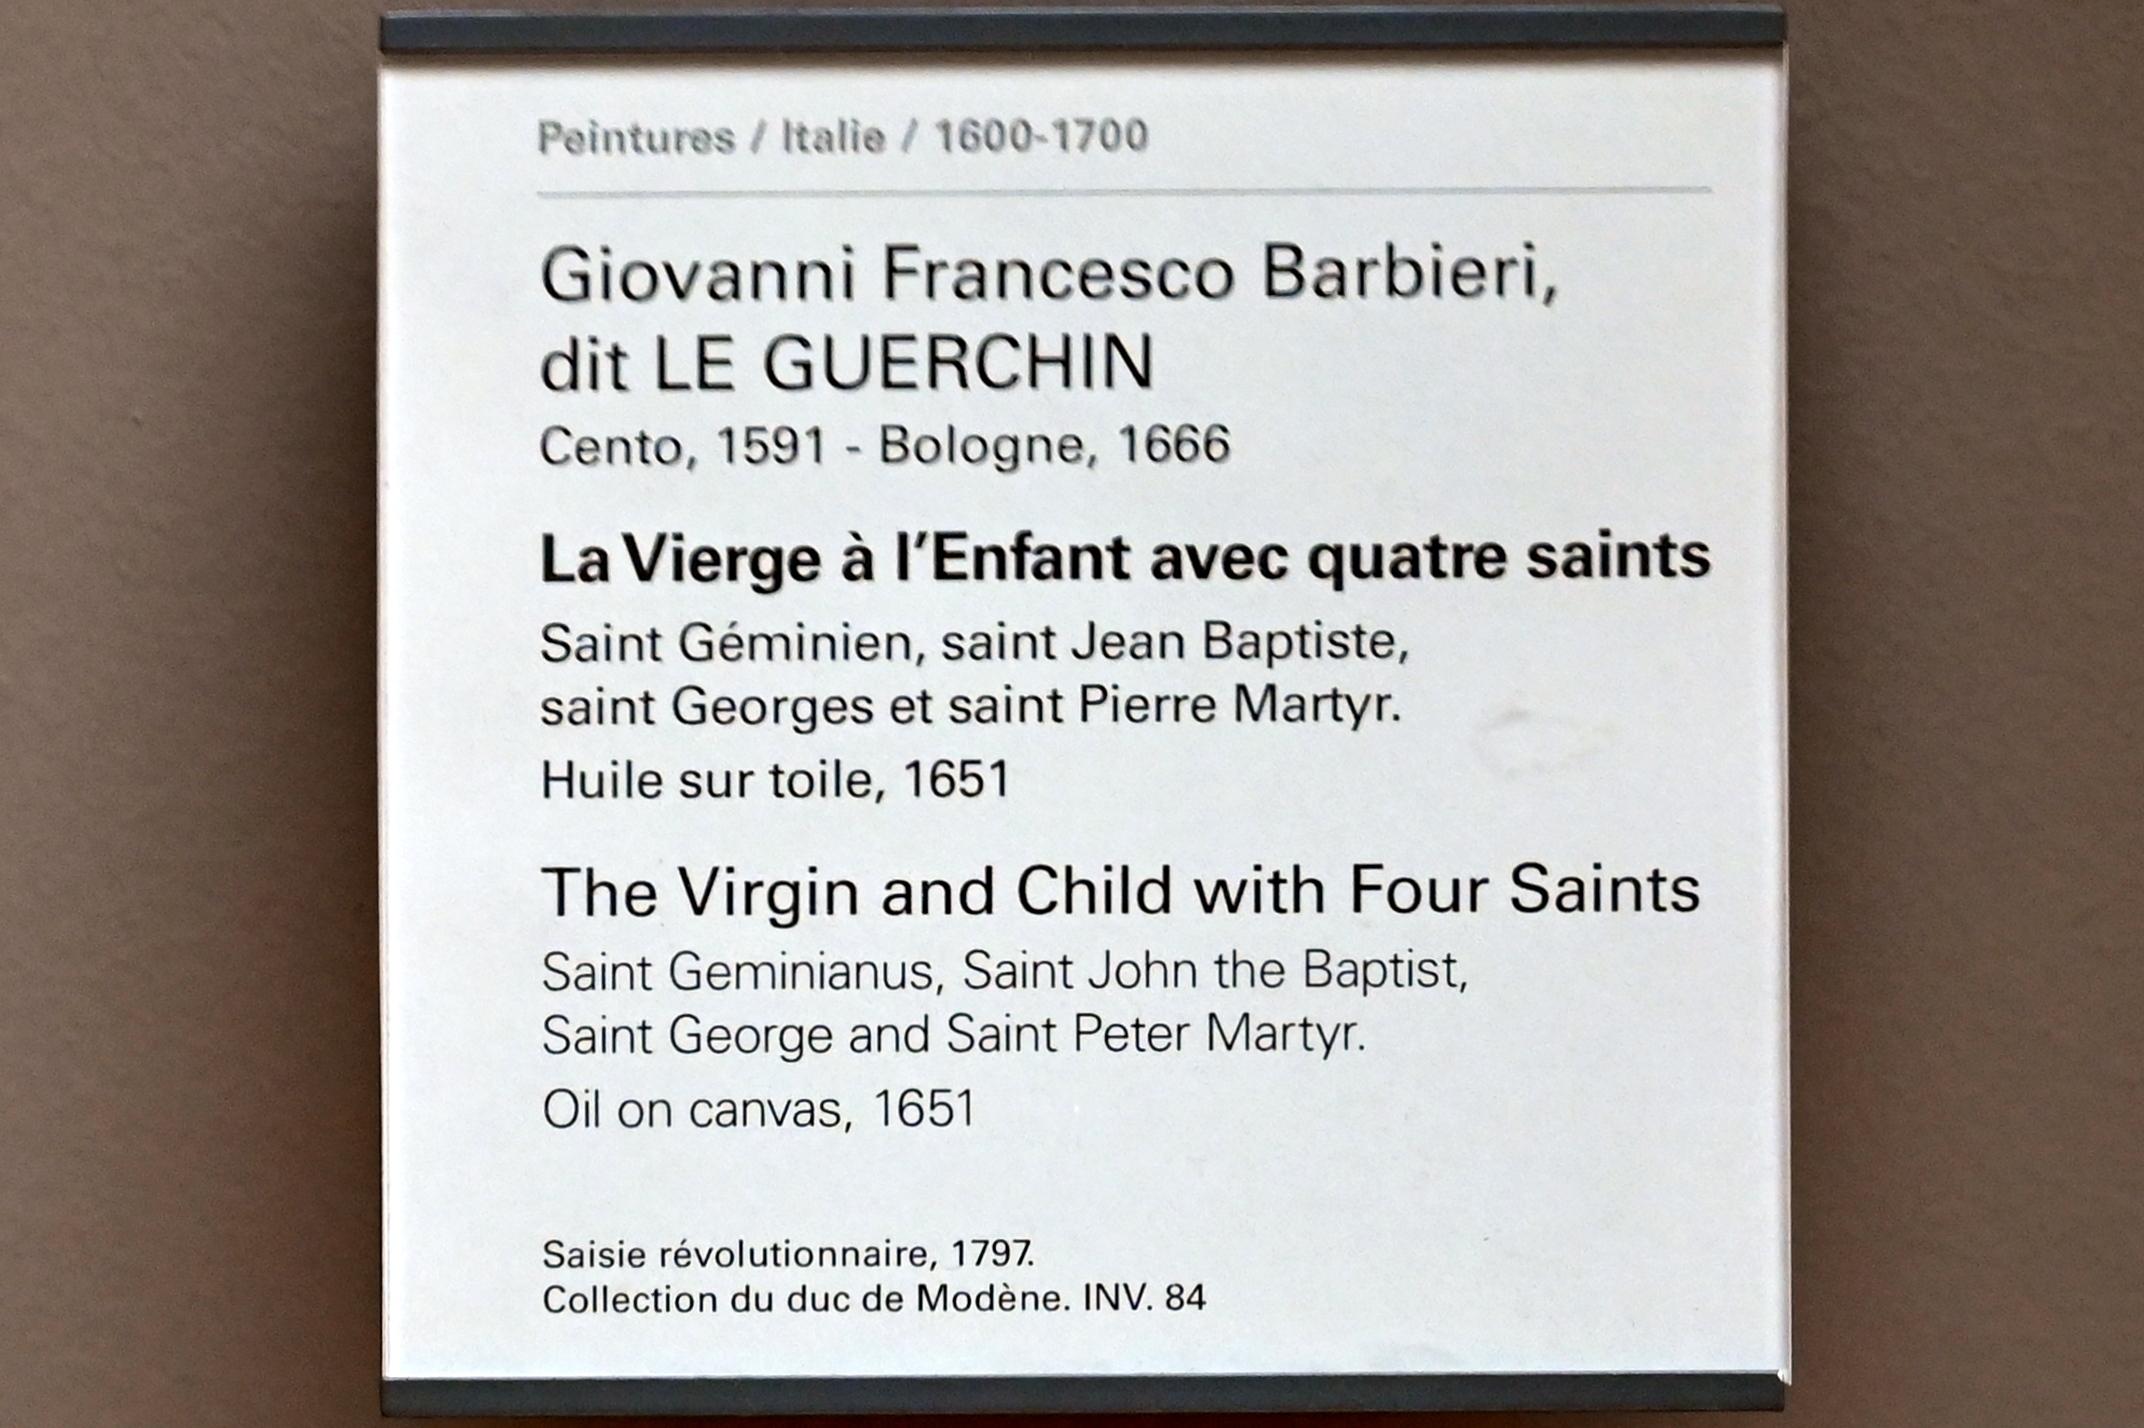 Peintures / Italie / 1600-1700
Giovanni Francesco Barbieri,
dit LE GUERCHIN
Cento, 1591 - Bologne, 1666
La Vierge à l'Enfant avec quatre saints
Saint Géminien, saint Jean Baptiste,
saint Georges et saint Pierre Martyr.
Huile sur toile, 1651
The Virgin and Child with Four Saints
Saint Geminianus, Saint John the Baptist,
Saint George and Saint Peter Martyr.
Oil on canvas, 1651
Saisie révolutionnaire, 1797.
Collection du duc de Modène. INV. 84